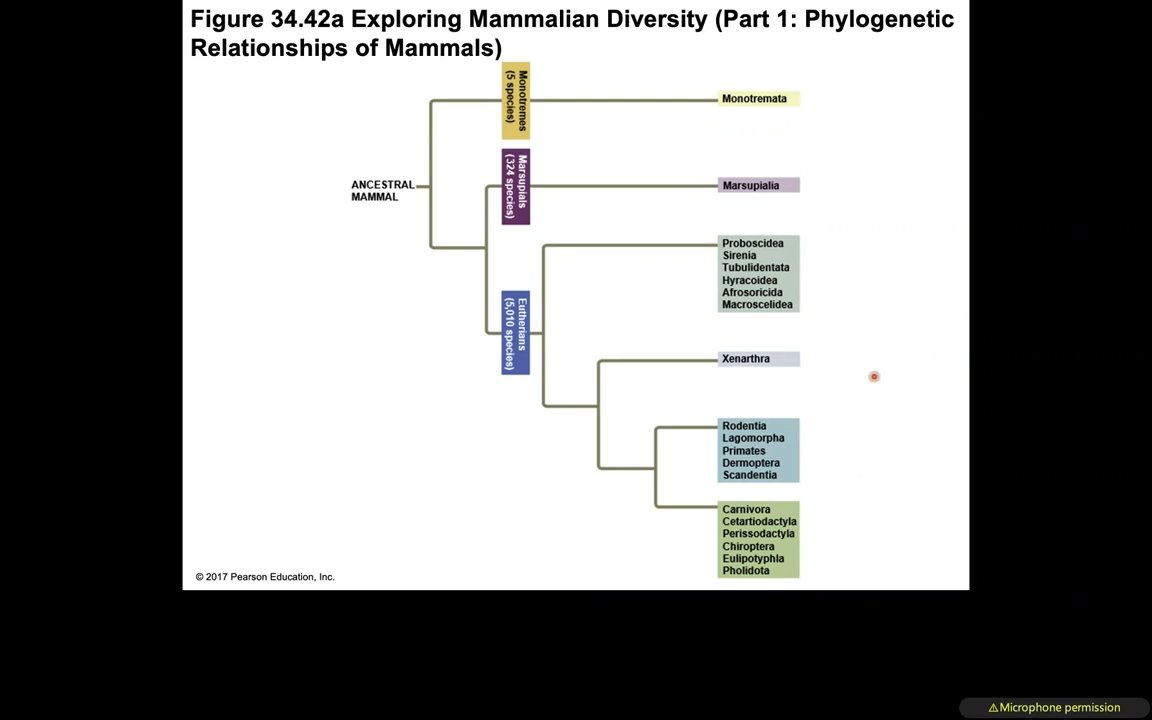 Figure 34.42a Exploring Mammalian Diversity (Part 1: Phylogenetic
Relationships of Mammals)
Monotremes
(5 species)
Monotremata
Marsupials
(324 species)
ANCESTRAL
MAMMAL
Marsupialia
Proboscidea
Sirenia
Tubulidentata
Hyracoidea
Afrosoricida
Macroscelidea
Eutherians
(5,010 species)
Xenarthra
Rodentia
Lagomorpha
Primates
Dermoptera
Scandentia
Carnivora
Cetartiodactyla
Perissodactyla
Chiroptera
Eulipotyphla
Pholidota
© 2017 Pearson Education, Inc.
⚠Microphone permission